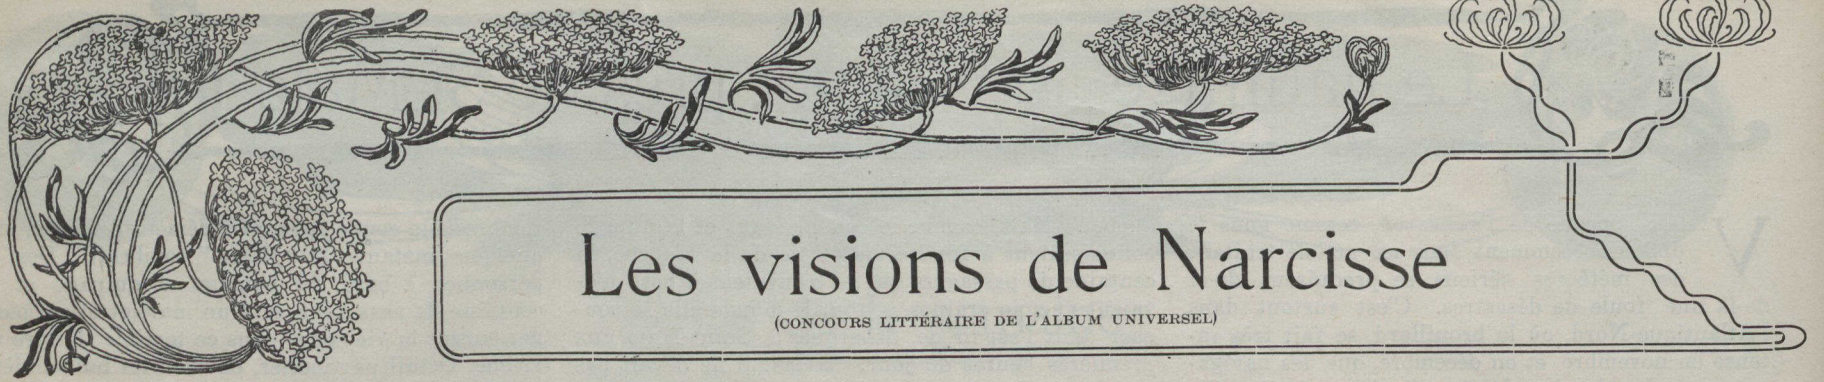 Les visions de Narcisse
(CONCOURS LITTÉRAIRE DE L'ALBUM UNIVERSEL)